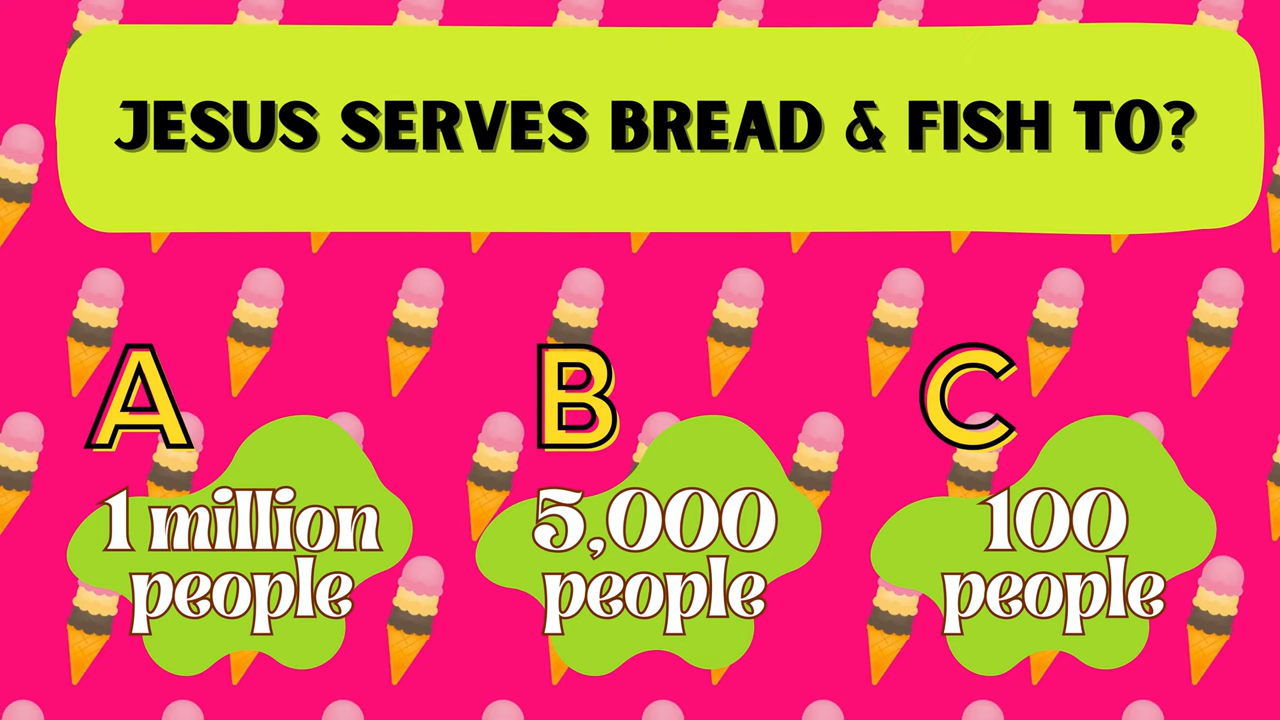 JESUS SERVES BREAD & FISH TO?
A
1 million
people
B
5,000
people
C
100
people